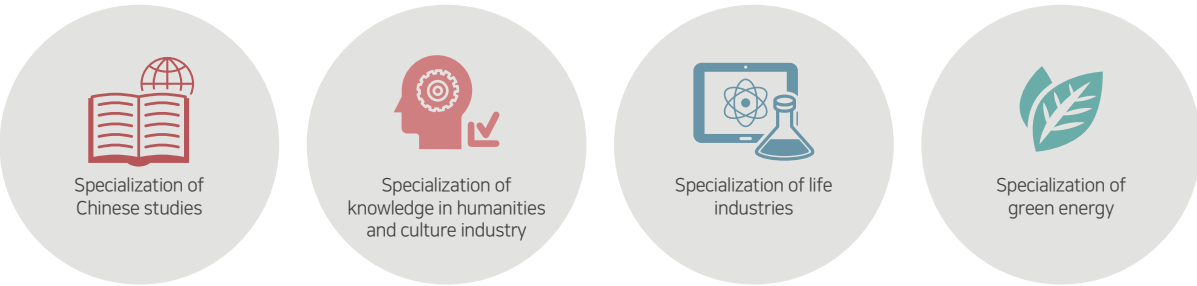 Specialization of
Chinese studies
Specialization of
knowledge in humanities
and culture industry
Specialization of life
industries
Specialization of
green energy